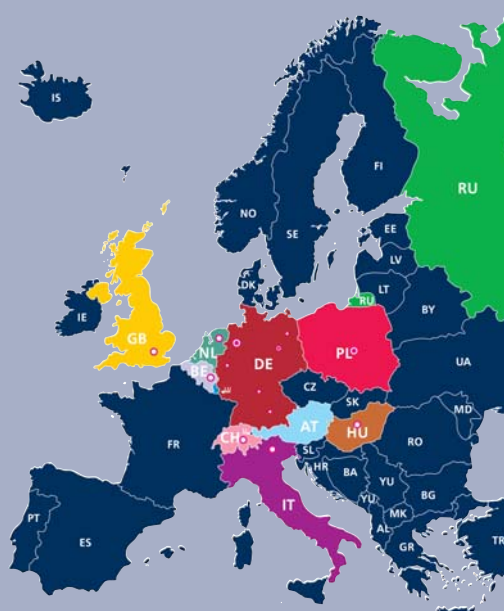 IS
FI
RU
NO
SE
EE
LV
DK
LT
RU
IE
BY
GB
NL
DE
PL
BE
UA
LU
CZ
SK
MD
AT
FR
CH
HU
RO
SL
HR
BA
YU
IT
BG
YU
PT
MK
ES
AL
TR
GR